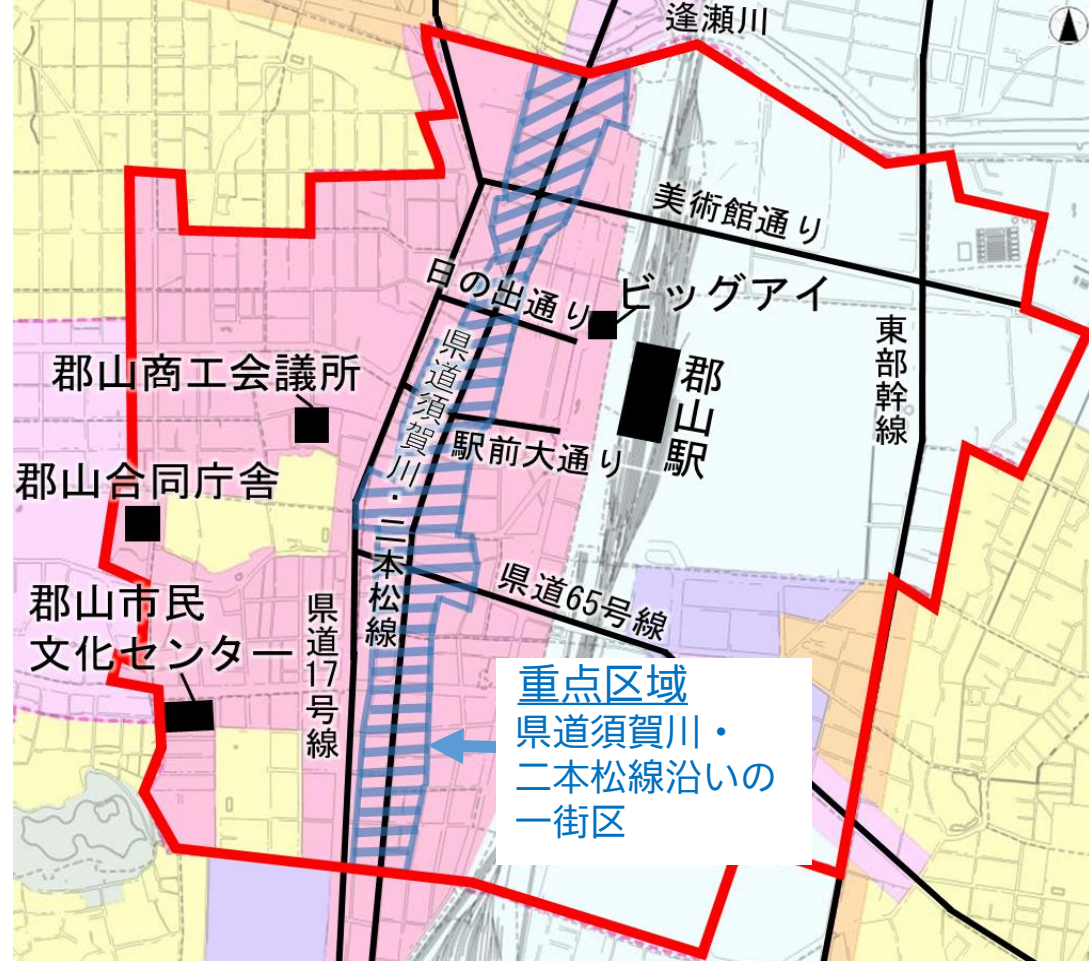 逢瀬川
美術館通り
日の出通り
ビッグアイ
県道須賀川・二本松線
東部幹線
郡山商工会議所
郡山駅
駅前大通り
郡山合同庁舎
県道65号線
郡山市民
文化センター
県道17号線
重点区域
県道須賀川・
二本松線沿いの
一街区